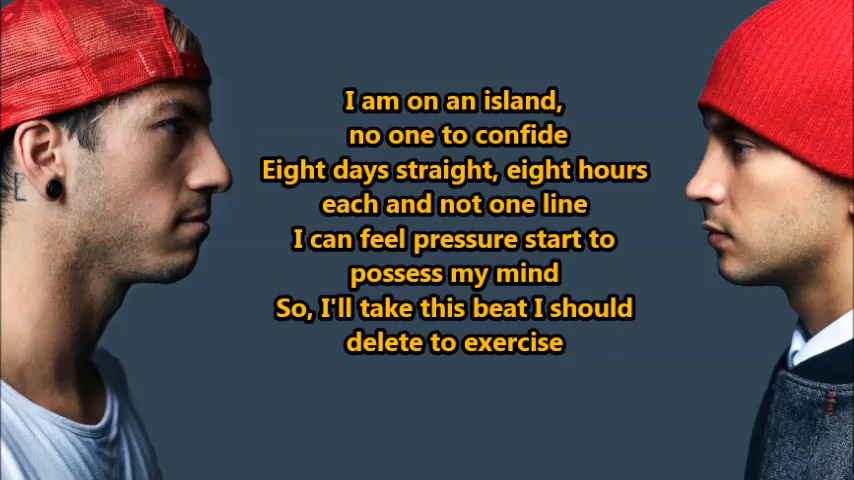 I am on an island,
no one to confide
Eight days straight, eight hours
each and not one line
I can feel pressure start to
possess my mind
So, I'll take this beat I should
delete to exercise